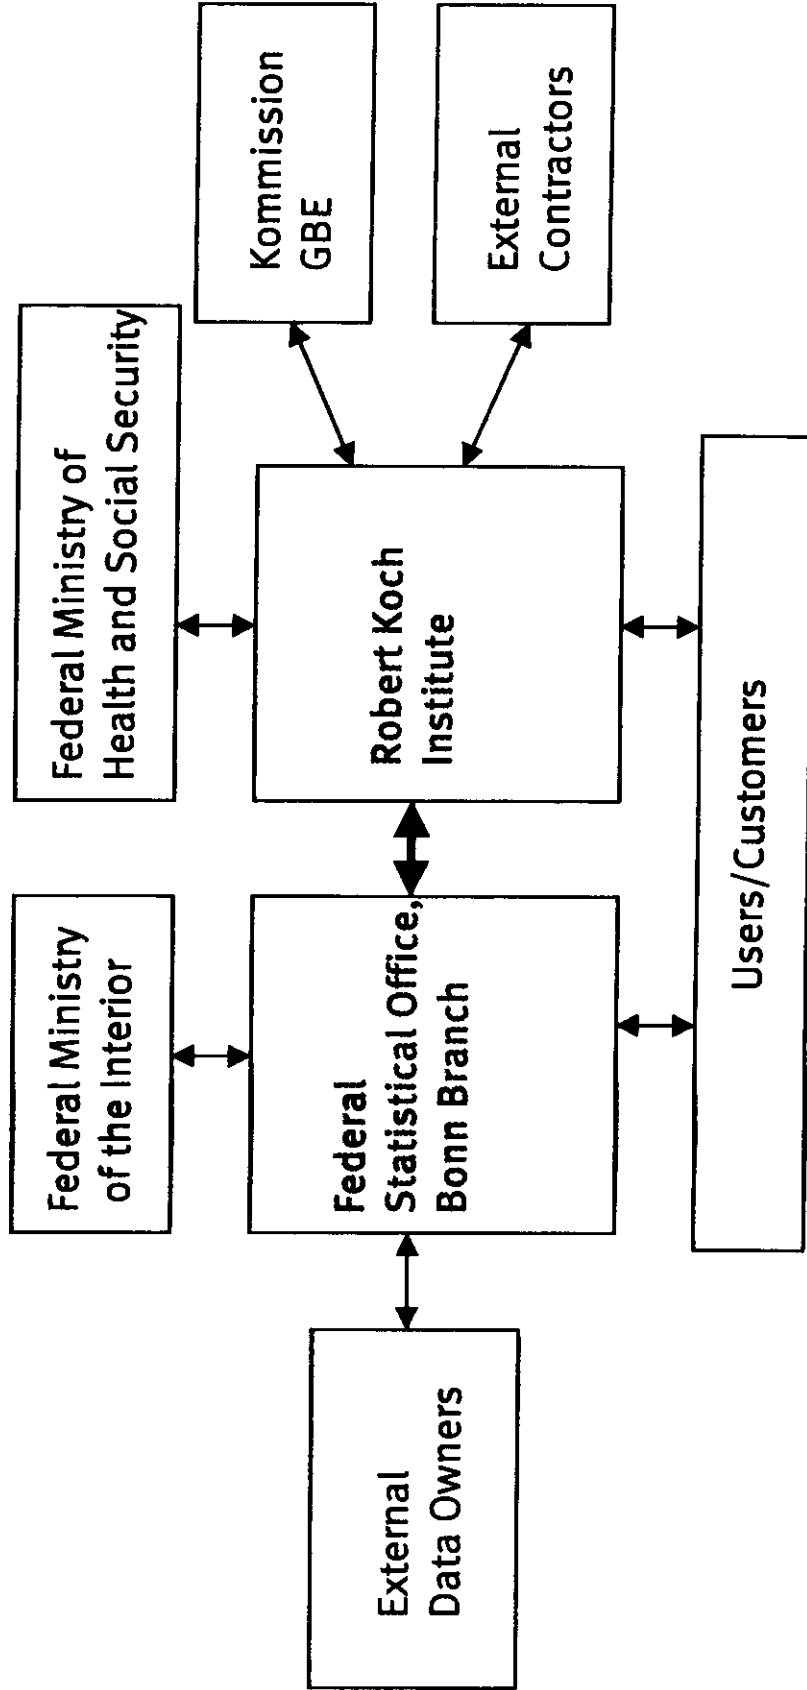 Federal Ministry
of the Interior
Federal Ministry of
Health and Social Security
External
Data Owners
Federal
Statistical Office,
Bonn Branch
Robert Koch
Institute
Kommission
GBE
External
Contractors
Users/Customers